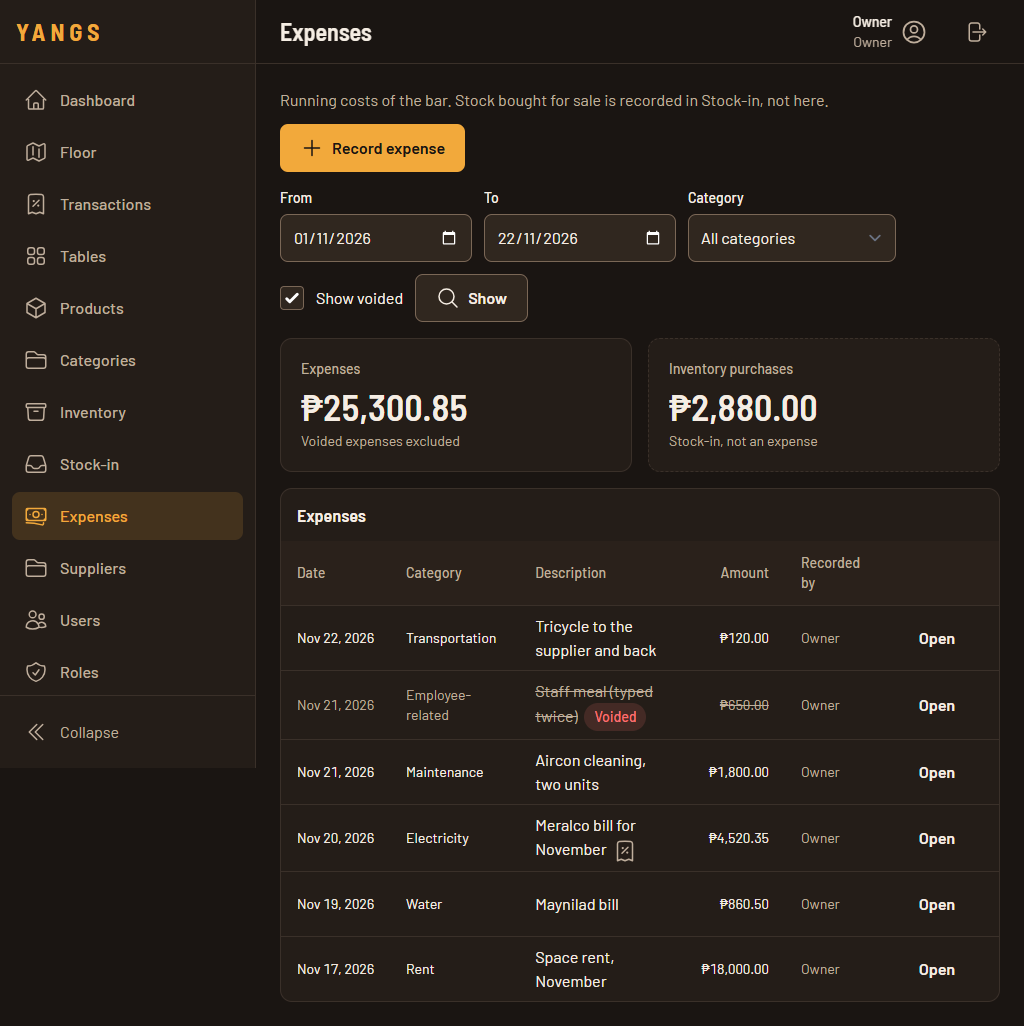 YANGS
Expenses
Owner
Owner
Dashboard
Floor
Transactions
Tables
Products
Categories
Inventory
Stock-in
Expenses
Suppliers
Users
Roles
Collapse
Running costs of the bar. Stock bought for sale is recorded in Stock-in, not here.
Record expense
From
To
Category
01/11/2026
22/11/2026
All categories
Show voided
Show
Expenses
₱25,300.85
Voided expenses excluded
Inventory purchases
₱2,880.00
Stock-in, not an expense
Expenses
Date Category Description Amount Recorded by
Nov 22, 2026 Transportation Tricycle to the supplier and back ₱120.00 Owner Open
Nov 21, 2026 Employee-related Staff meal (typed twice) Voided ₱650.00 Owner Open
Nov 21, 2026 Maintenance Aircon cleaning, two units ₱1,800.00 Owner Open
Nov 20, 2026 Electricity Meralco bill for November ₱4,520.35 Owner Open
Nov 19, 2026 Water Maynilad bill ₱860.50 Owner Open
Nov 17, 2026 Rent Space rent, November ₱18,000.00 Owner Open